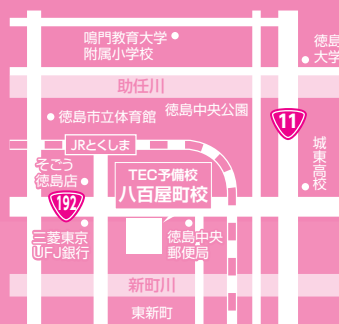 鳴門教育大学
附属小学校
徳島
大学
助任川
徳島市立体育館
徳島中央公園
11
JRとくしま
城東高校
そごう
徳島店
TEC予備校
八百屋町校
192
三菱東京
UFJ銀行
徳島中央
郵便局
新町川
東新町